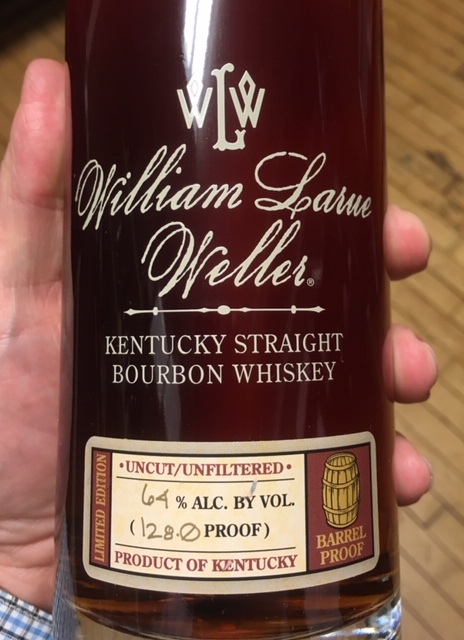 WLW
William Larue
Weller®
KENTUCKY STRAIGHT
BOURBON WHISKEY
LIMITED EDITION
·UNCUT/UNFILTERED·
64 % ALC. BY VOL.
(128.0 PROOF)
PRODUCT OF KENTUCKY
BARREL
PROOF